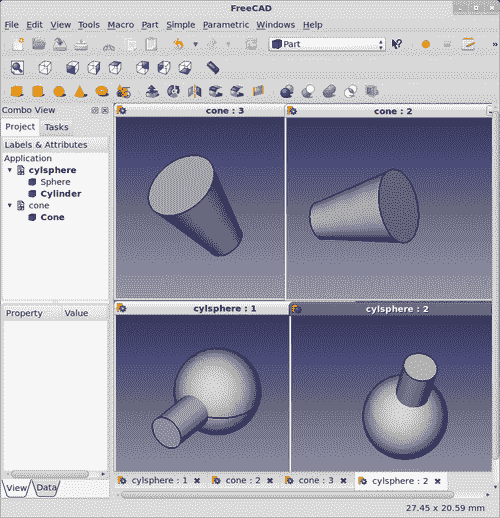 FreeCAD
File Edit View Tools Macro Part Simple Parametric Windows Help
Part
»
Combo View
Project Tasks
Labels & Attributes
Application
cylsphere
Sphere
Cylinder
cone
Cone
Property Value
View Data
cone : 3
cone : 2
cylsphere : 1
cylsphere : 2
cylsphere : 1 cone : 2 cone : 3 cylsphere : 2
27.45 x 20.59 mm